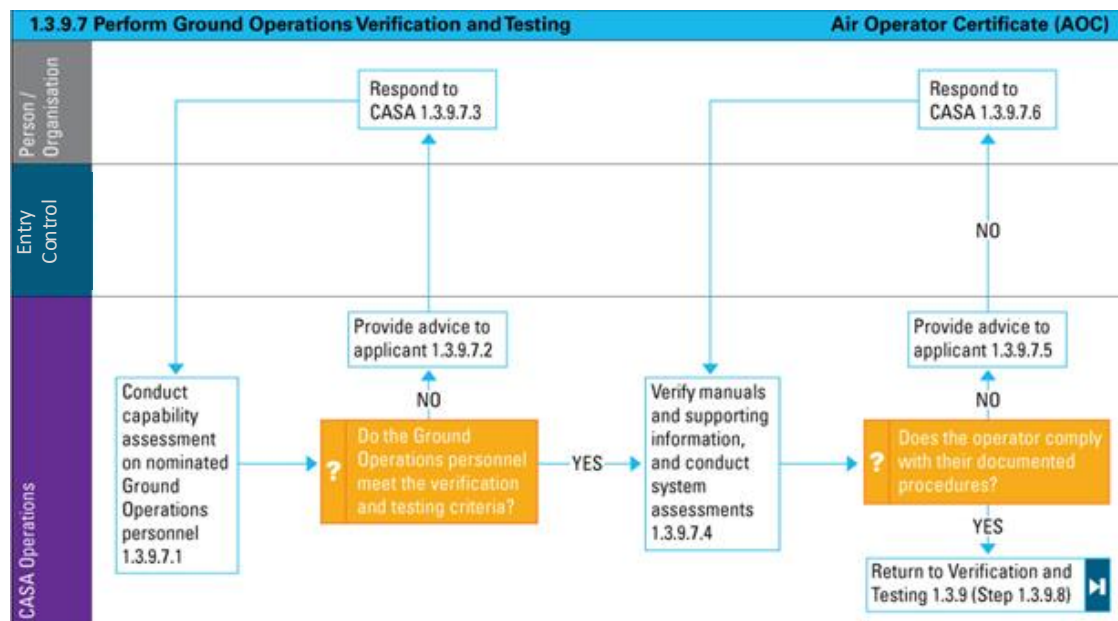 1.3.9.7 Perform Ground Operations Verification and Testing
Air Operator Certificate (AOC)
Person /
Organisation
Respond to
CASA 1.3.9.7.3
Respond to
CASA 1.3.9.7.6
Entry
Control
NO
CASA Operations
Provide advice to
applicant 1.3.9.7.2
Provide advice to
applicant 1.3.9.7.5
NO
NO
Conduct
capability
assessment
on nominated
Ground
Operations
personnel
1.3.9.7.1
?
Do the Ground
Operations personnel
meet the verification
and testing criteria?
YES
Verify manuals
and supporting
information,
and conduct
system
assessments
1.3.9.7.4
?
Does the operator comply
with their documented
procedures?
YES
Return to Verification and
Testing 1.3.9 (Step 1.3.9.8)